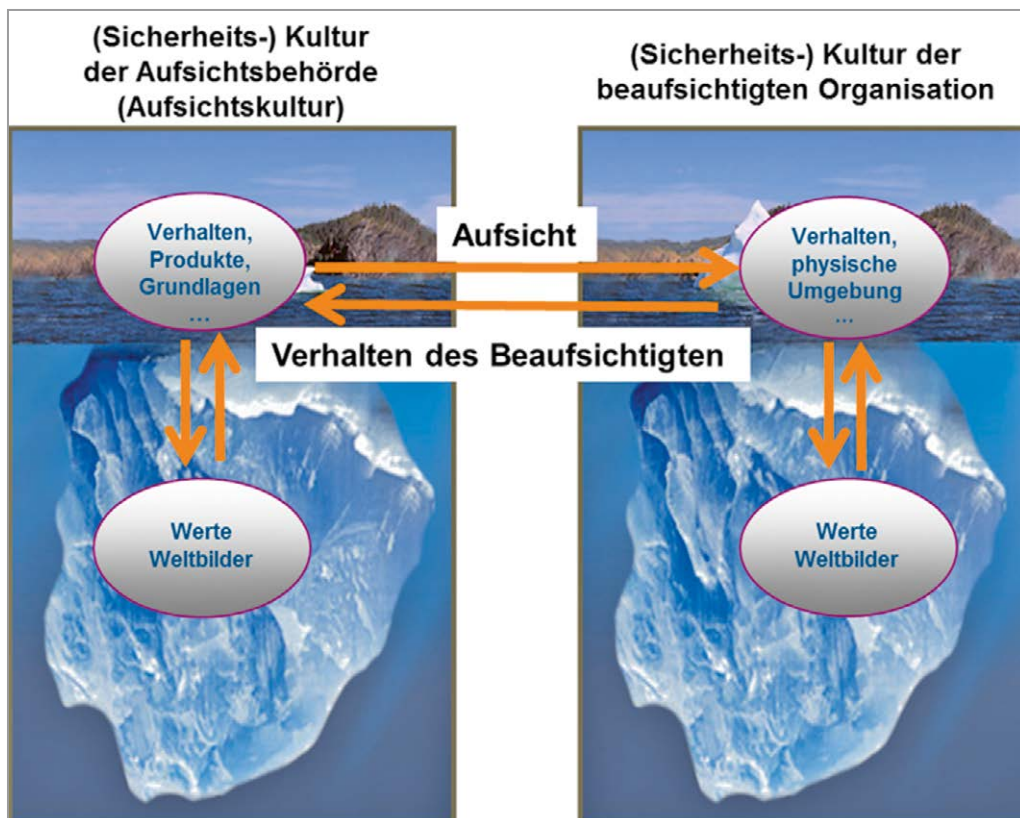 (Sicherheits-) Kultur
der Aufsichtsbehörde
(Aufsichtskultur)
(Sicherheits-) Kultur der
beaufsichtigten Organisation
Verhalten,
Produkte,
Grundlagen
...
Aufsicht
Verhalten des Beaufsichtigten
Verhalten,
physische
Umgebung
...
Werte
Weltbilder
Werte
Weltbilder